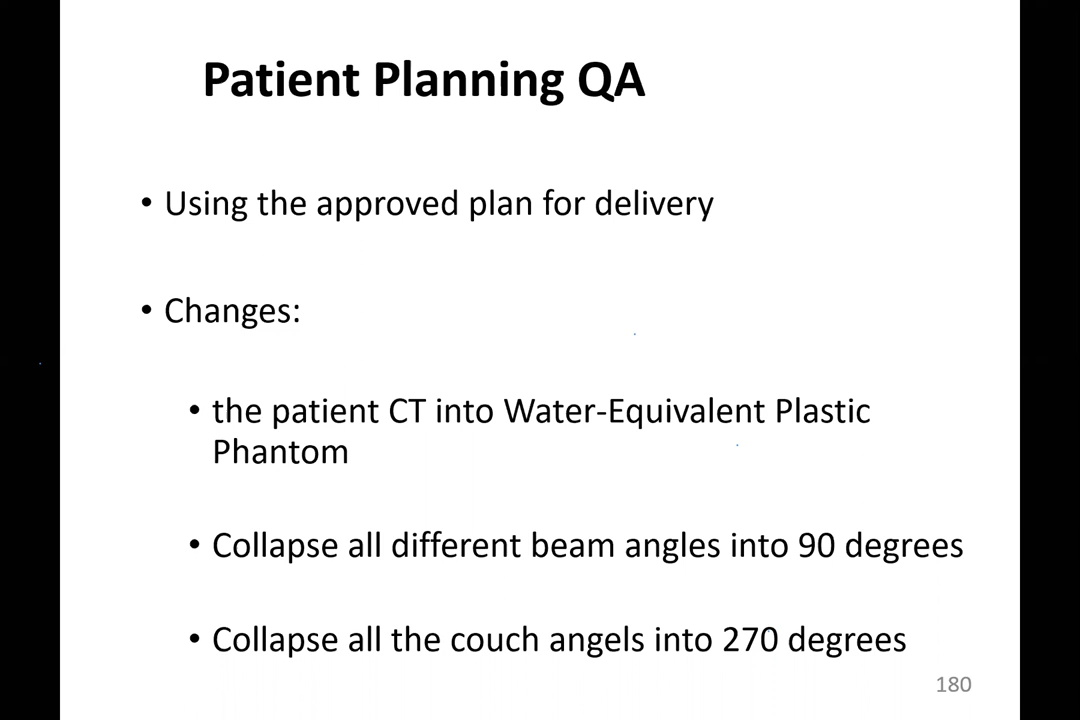 Patient Planning QA
• Using the approved plan for delivery
• Changes:
• the patient CT into Water-Equivalent Plastic
Phantom
• Collapse all different beam angles into 90 degrees
• Collapse all the couch angels into 270 degrees
180